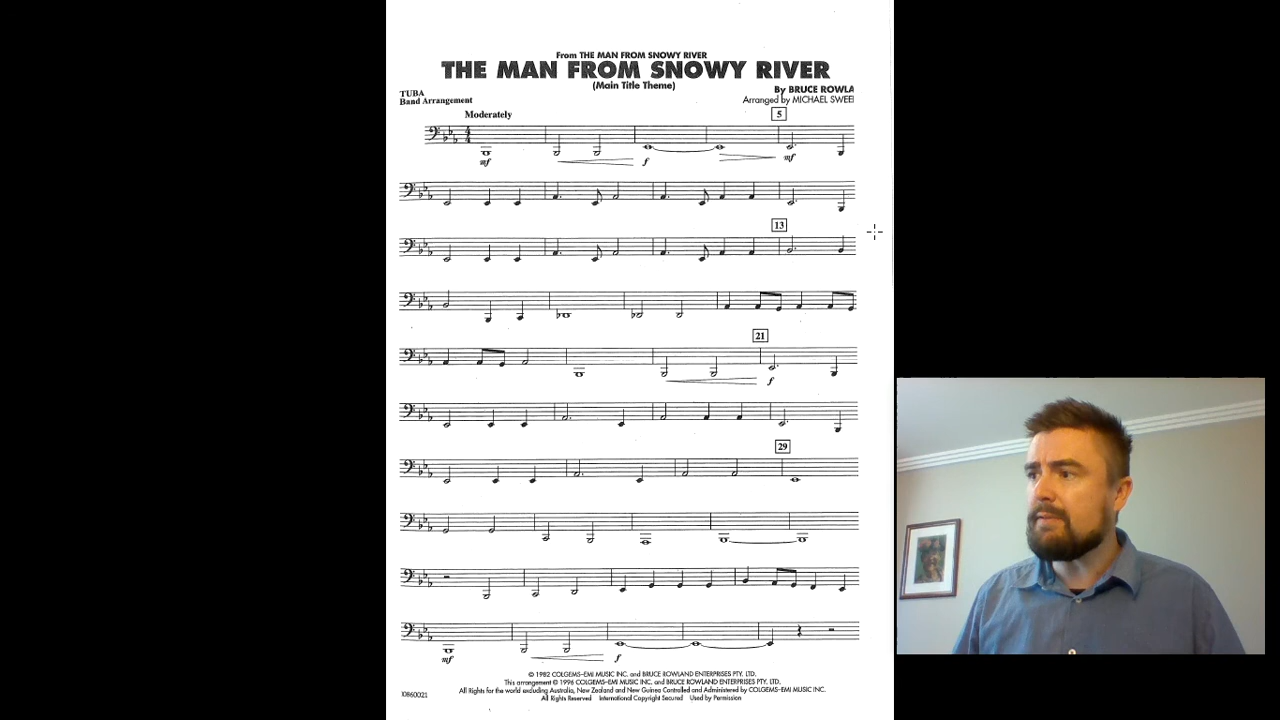 From THE MAN FROM SNOWY RIVER
THE MAN FROM SNOWY RIVER
(Main Title Theme)
TUBA
Band Arrangement
By BRUCE ROWLA
Arranged by MICHAEL SWEE
Moderately
5
mf
f
mf
13
21
f
29
mf
f
© 1982 COLGEMS-EMI MUSIC INC. and BRUCE ROWLAND ENTERPRISES PTY. LTD.
This arrangement © 1996 COLGEMS-EMI MUSIC INC. and BRUCE ROWLAND ENTERPRISES PTY. LTD.
All Rights for the world excluding Australia, New Zealand and New Guinea Controlled and Administered by COLGEMS-EMI MUSIC INC.
All Rights Reserved International Copyright Secured Used by Permission